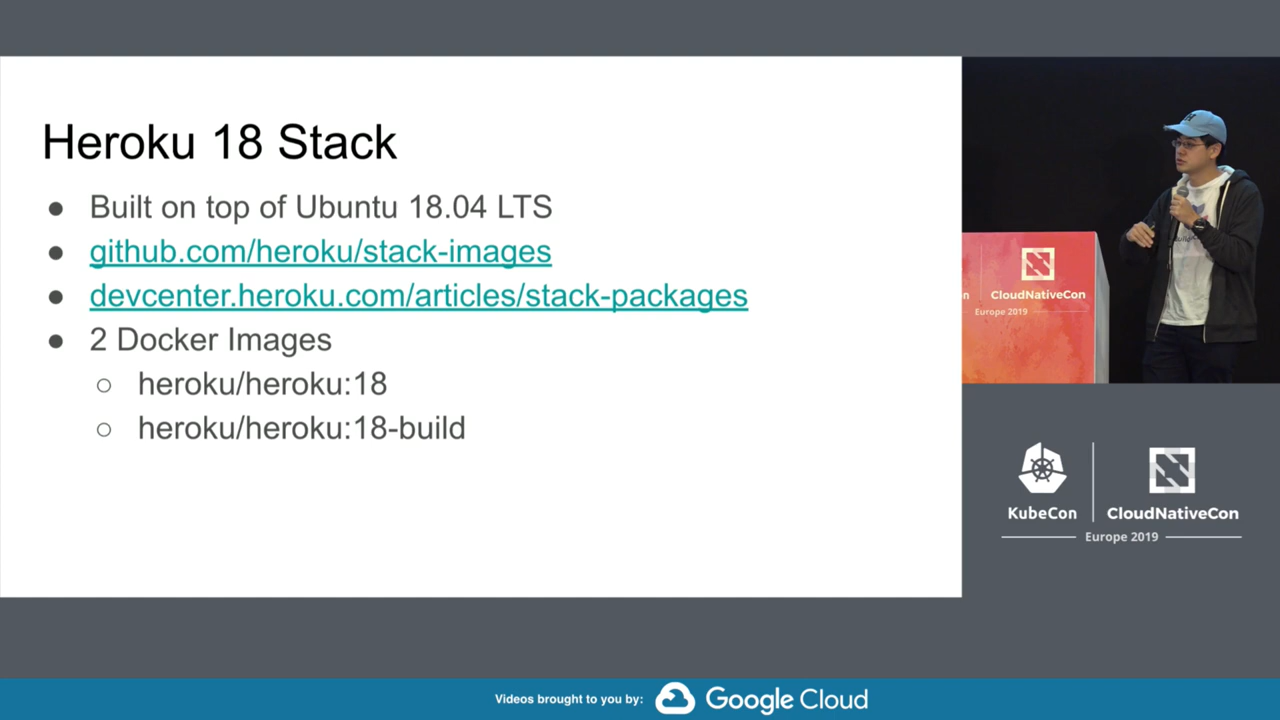 Heroku 18 Stack
● Built on top of Ubuntu 18.04 LTS
● github.com/heroku/stack-images
● devcenter.heroku.com/articles/stack-packages
● 2 Docker Images
○ heroku/heroku:18
○ heroku/heroku:18-build
CloudNativeCon
Europe 2019
KubeCon
CloudNativeCon
Europe 2019
Videos brought to you by:
Google Cloud